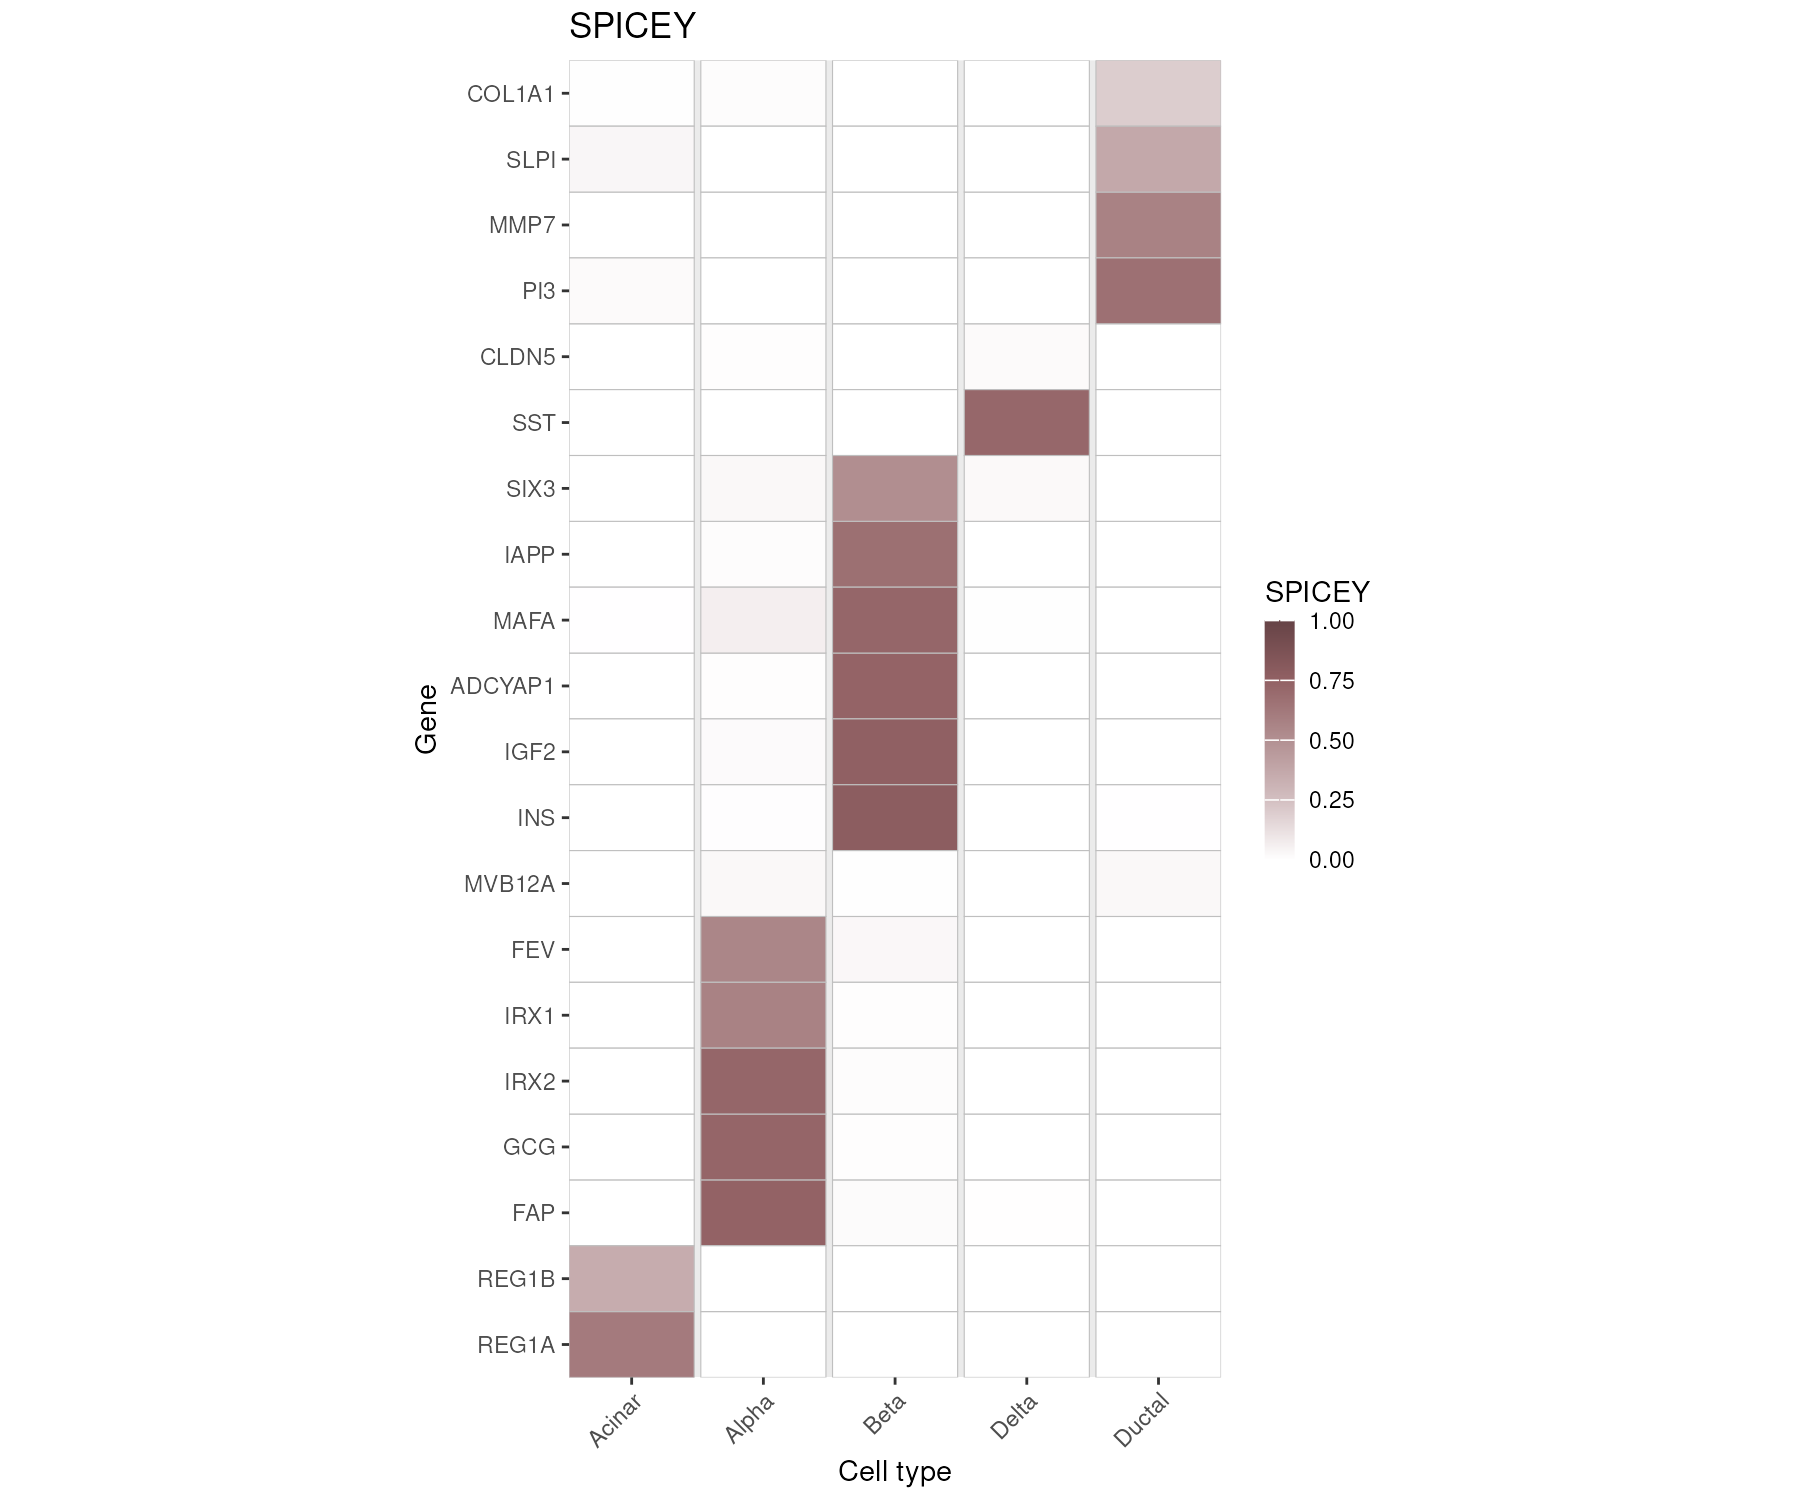 SPICEY
COL1A1
SLPI
MMP7
PI3
CLDN5
SST
SIX3
IAPP
MAFA
ADCYAP1
IGF2
INS
MVB12A
FEV
IRX1
IRX2
GCG
FAP
REG1B
REG1A
Gene
Acinar
Alpha
Beta
Delta
Ductal
Cell type
SPICEY
1.00
0.75
0.50
0.25
0.00